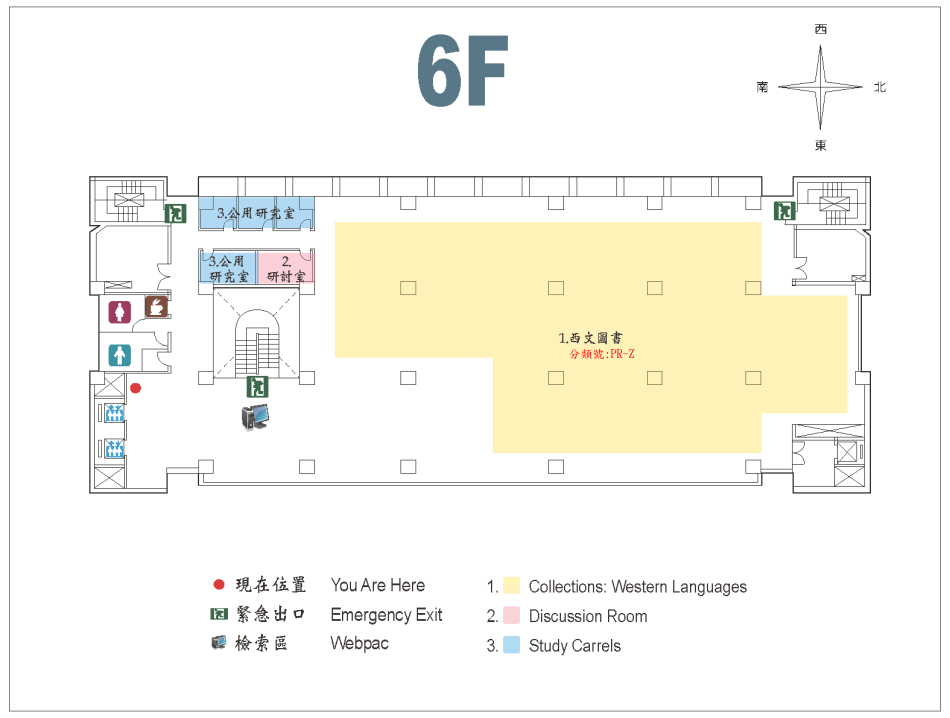 6F
西
南
北
東
3.公用研究室
3.公用
研究室
2.
研討室
1.西文圖書
分類號:PR-Z
現在位置 You Are Here
緊急出口 Emergency Exit
檢索區 Webpac
1. Collections: Western Languages
2. Discussion Room
3. Study Carrels